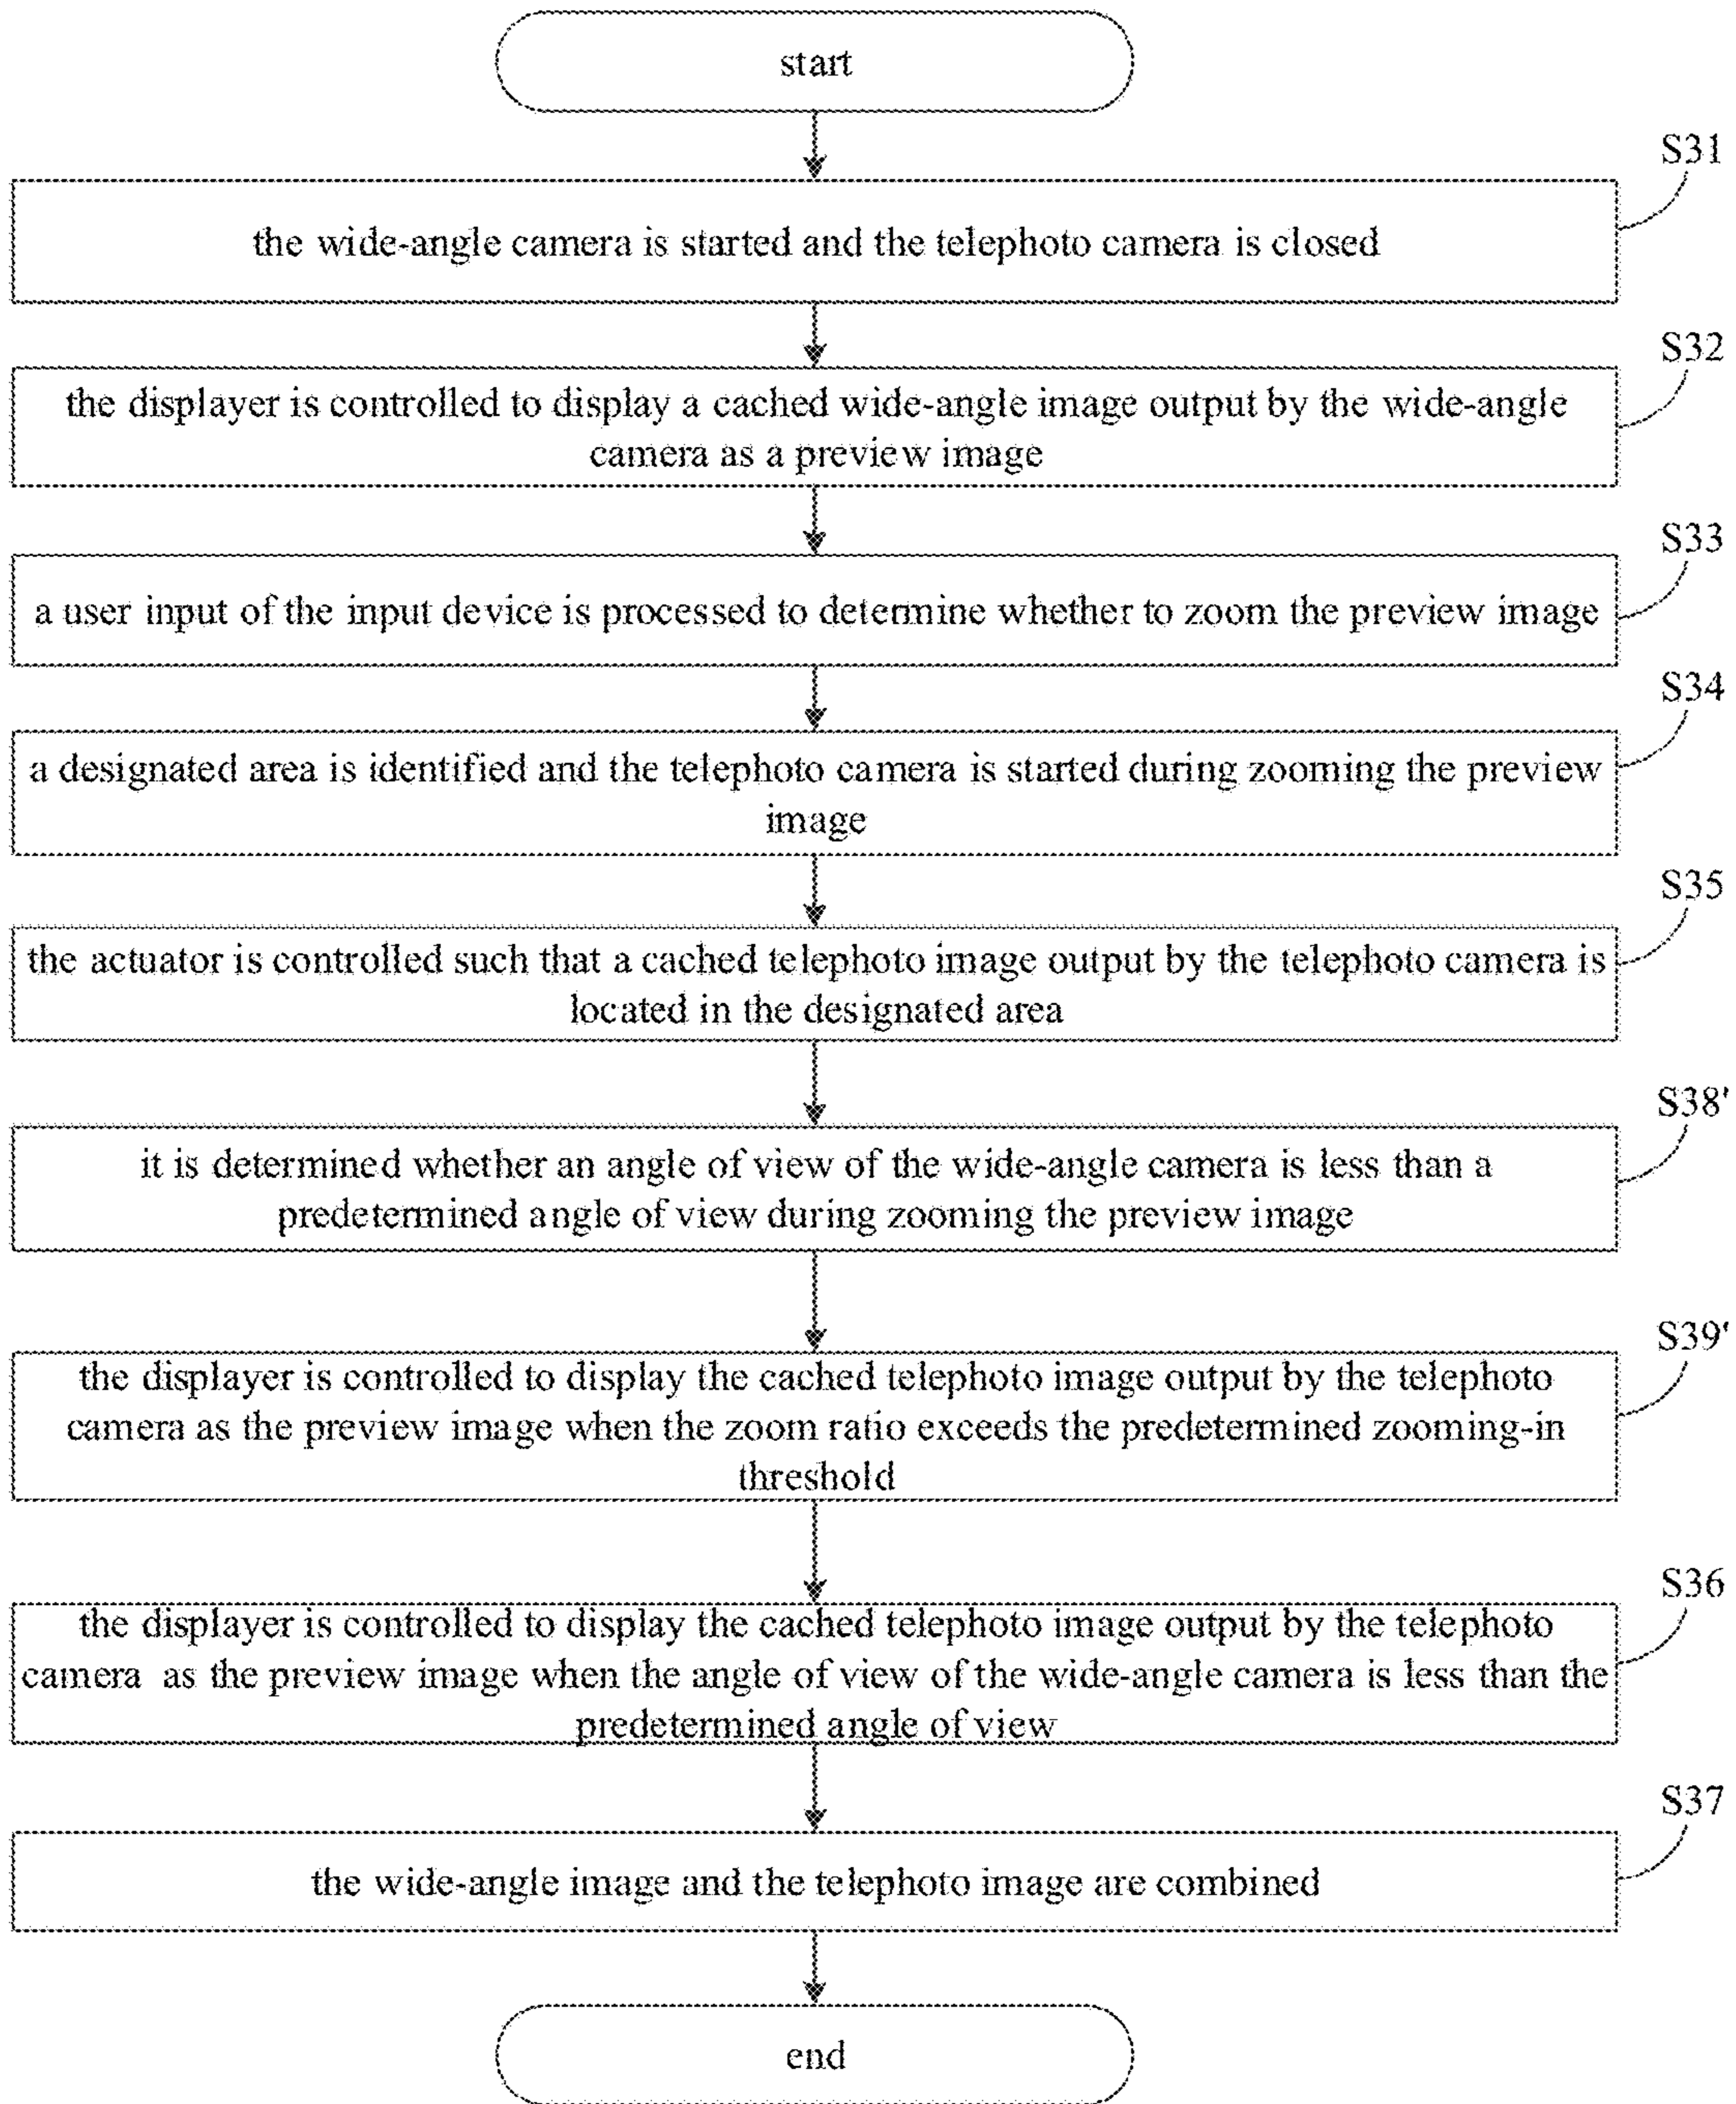 start
S31
the wide-angle camera is started and the telephoto camera is closed
S32
the displayer is controlled to display a cached wide-angle image output by the wide-angle
camera as a preview image
S33
a user input of the input device is processed to determine whether to zoom the preview image
S34
a designated area is identified and the telephoto camera is started during zooming the preview
image
S35
the actuator is controlled such that a cached telephoto image output by the telephoto camera is
located in the designated area
S38'
it is determined whether an angle of view of the wide-angle camera is less than a
predetermined angle of view during zooming the preview image
S39'
the displayer is controlled to display the cached telephoto image output by the telephoto
camera as the preview image when the zoom ratio exceeds the predetermined zooming-in
threshold
S36
the displayer is controlled to display the cached telephoto image output by the telephoto
camera as the preview image when the angle of view of the wide-angle camera is less than the
predetermined angle of view
S37
the wide-angle image and the telephoto image are combined
end